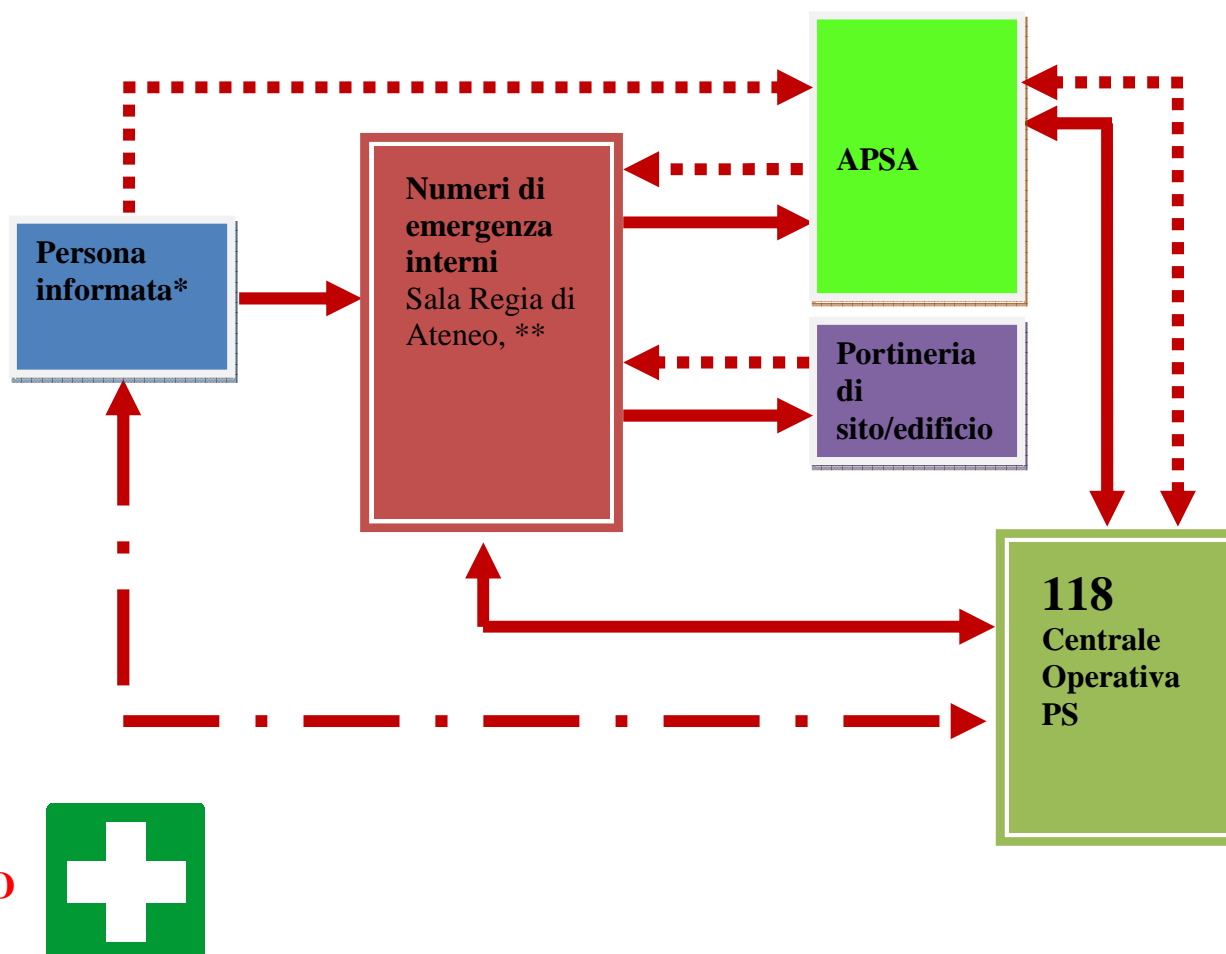 APSA
Numeri di
emergenza
interni
Sala Regia di
Ateneo, **
Persona
informata*
Portineria
di
sito/edificio
118
Centrale
Operativa
PS
O